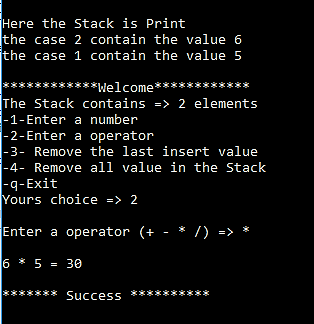 Here the Stack is Print
the case 2 contain the value 6
the case 1 contain the value 5
************Welcome************
The Stack contains => 2 elements
-1-Enter a number
-2-Enter a operator
-3- Remove the last insert value
-4- Remove all value in the Stack
-q-Exit
Yours choice => 2
Enter a operator (+ - * /) => *
6 * 5 = 30
******* Success **********